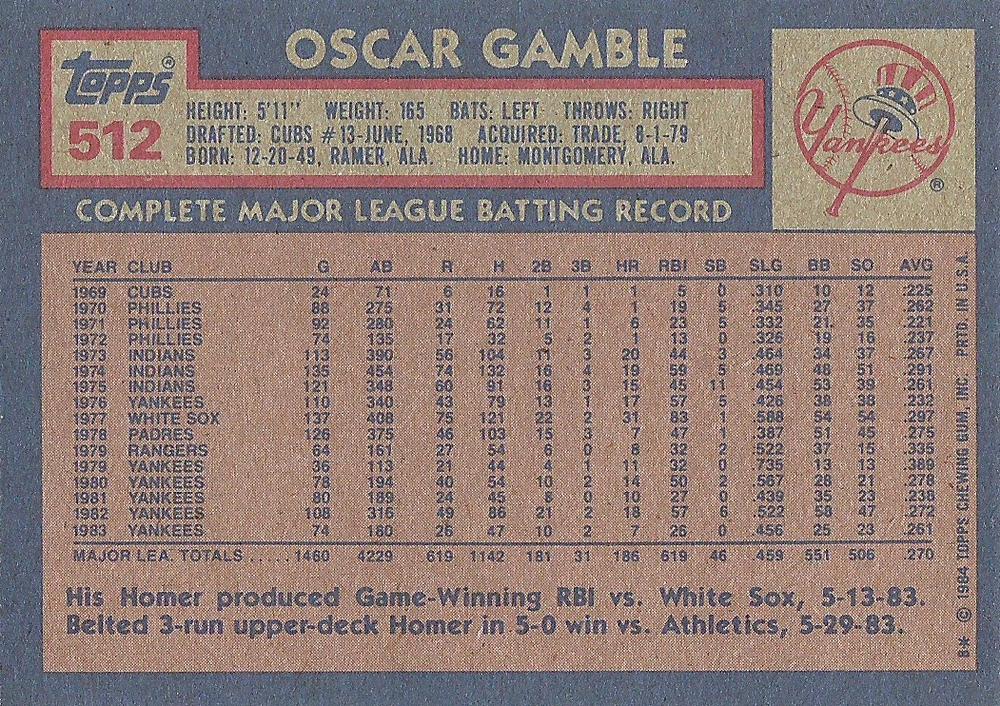 OSCAR GAMBLE
Topps®
512
HEIGHT: 5'11" WEIGHT: 165 BATS: LEFT THROWS: RIGHT
DRAFTED: CUBS #13-JUNE, 1968 ACQUIRED: TRADE, 8-1-79
BORN: 12-20-49, RAMER, ALA. HOME: MONTGOMERY, ALA.
Yankees ®
COMPLETE MAJOR LEAGUE BATTING RECORD
YEAR CLUB G AB R H 2B 3B HR RBI SB SLG BB SO AVG
1969 CUBS 24 71 6 16 1 1 1 5 0 .310 10 12 .225
1970 PHILLIES 88 275 31 72 12 4 1 19 5 .345 27 37 .262
1971 PHILLIES 92 280 24 62 11 1 6 23 5 .332 21. 35 .221
1972 PHILLIES 74 135 17 32 5 2 1 13 0 .326 19 16 .237
1973 INDIANS 113 390 56 104 11 3 20 44 3 .464 34 37 .267
1974 INDIANS 135 454 74 132 16 4 19 59 5 .469 48 51 .291
1975 INDIANS 121 348 60 91 16 3 15 45 11 .454 53 39 .261
1976 YANKEES 110 340 43 79 13 1 17 57 5 .426 38 38 .232
1977 WHITE SOX 137 408 75 121 22 2 31 83 1 .588 54 54 .297
1978 PADRES 126 375 46 103 15 3 7 47 1 .387 51 45 .275
1979 RANGERS 64 161 27 54 6 0 8 32 2 .522 37 15 .335
1979 YANKEES 36 113 21 44 4 1 11 32 0 .735 13 13 .389
1980 YANKEES 78 194 40 54 10 2 14 50 2 .567 28 21 .278
1981 YANKEES 80 189 24 45 8 0 10 27 0 .439 35 23 .238
1982 YANKEES 108 316 49 86 21 2 18 57 6 .522 58 47 .272
1983 YANKEES 74 180 26 47 10 2 7 26 0 .456 25 23 .261
MAJOR LEA. TOTALS ..... 1460 4229 619 1142 181 31 186 619 46 .459 551 506 .270
His Homer produced Game-Winning RBI vs. White Sox, 5-13-83.
Belted 3-run upper-deck Homer in 5-0 win vs. Athletics, 5-29-83.
B* © 1984 TOPPS CHEWING GUM, INC. PRTD. IN U.S.A.